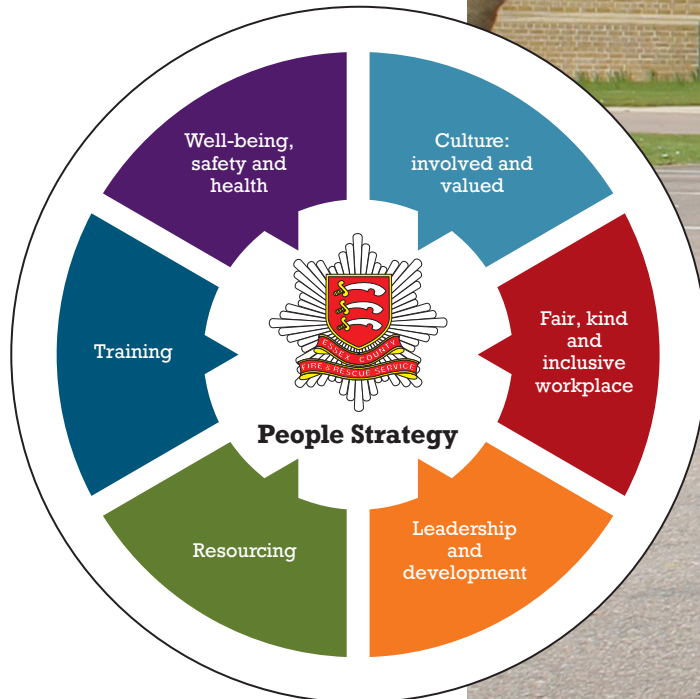 Well-being,
safety and
health
Culture:
involved and
valued
Fair, kind
and
inclusive
workplace
Leadership
and
development
Resourcing
Training
ESSEX COUNTY
FIRE & RESCUE SERVICE
People Strategy